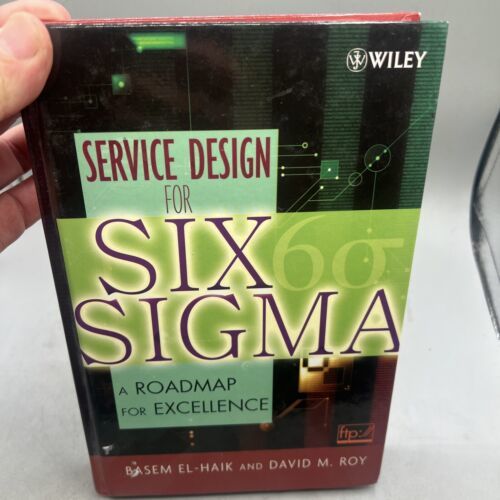 WILEY
SERVICE DESIGN
FOR
SIX 6σ
SIGMA
A ROADMAP
FOR EXCELLENCE
ftp://
BASEM EL-HAIK AND DAVID M. ROY